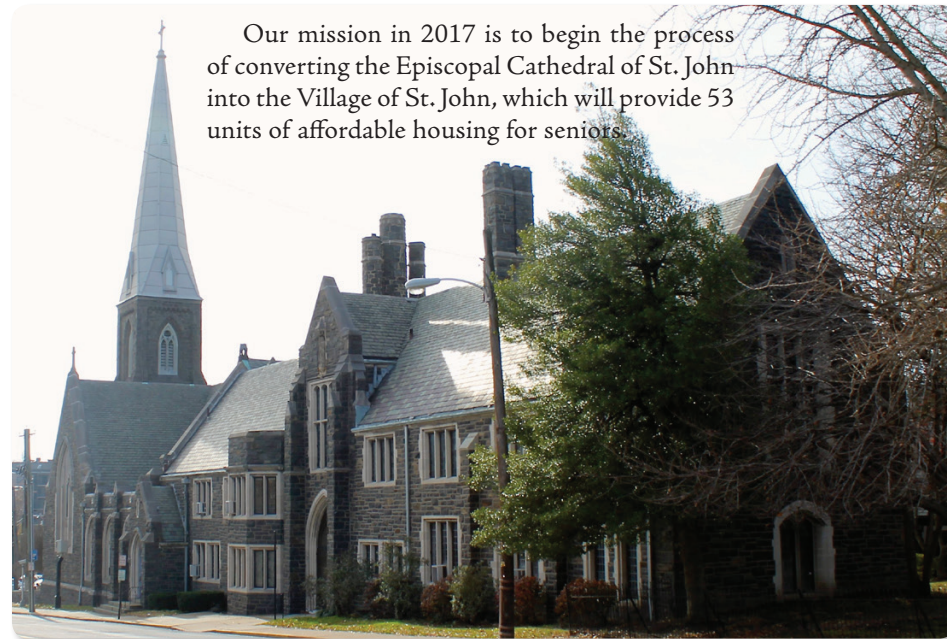 Our mission in 2017 is to begin the process
of converting the Episcopal Cathedral of St. John
into the Village of St. John, which will provide 53
units of affordable housing for seniors.